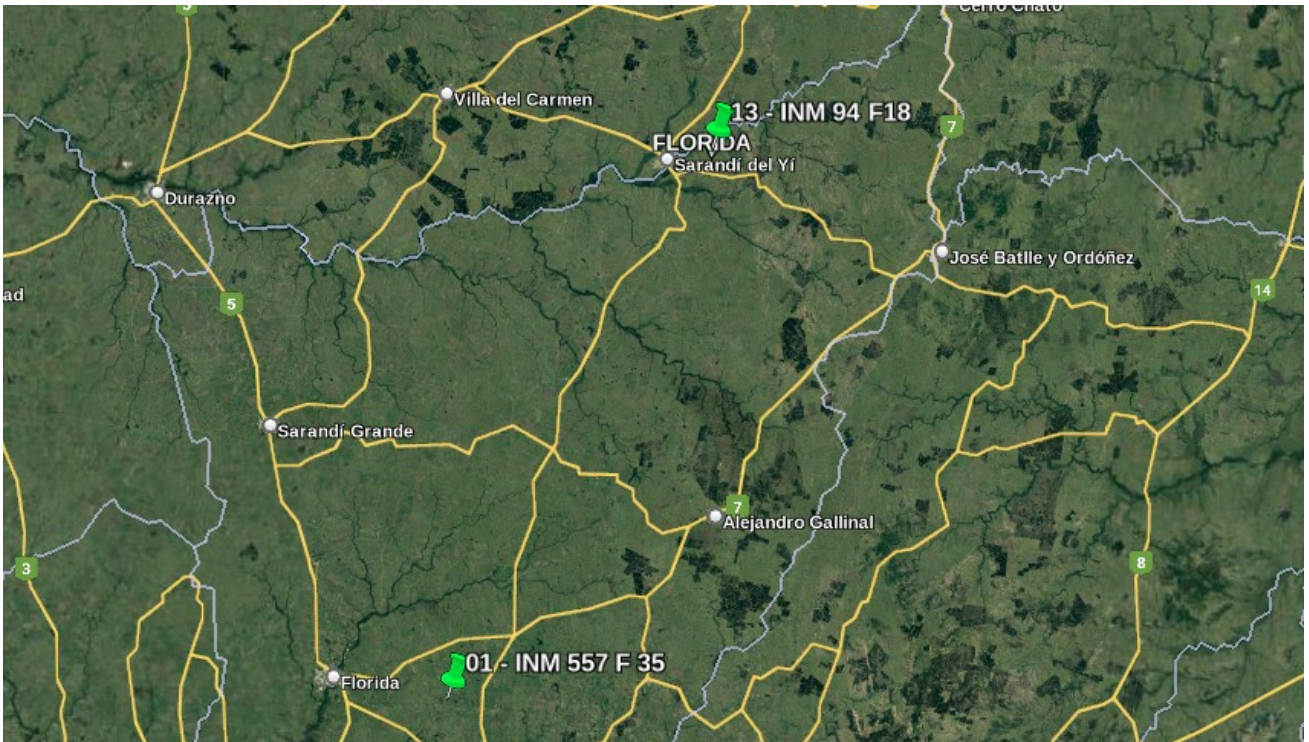 5
Cerro Chato
Villa del Carmen
13 - INM 94 F18
7
FLORIDA
Sarandí del Yí
Durazno
José Batlle y Ordóñez
ad
14
5
Sarandí Grande
7
Alejandro Gallinal
3
8
01 - INM 557 F 35
Florida